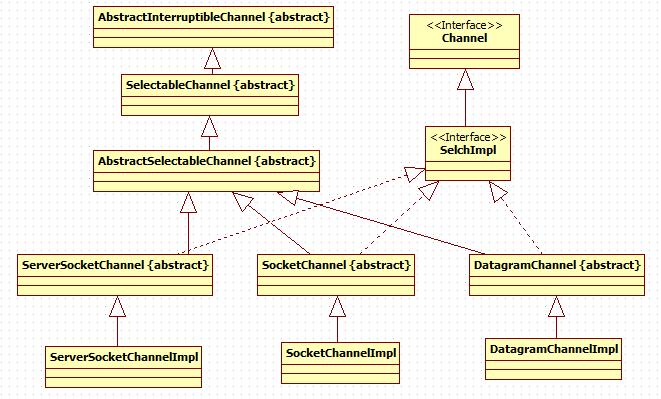 AbstractInterruptibleChannel {abstract}
<<Interface>>
Channel
SelectableChannel {abstract}
<<Interface>>
SelchImpl
AbstractSelectableChannel {abstract}
ServerSocketChannel {abstract}
SocketChannel {abstract}
DatagramChannel {abstract}
ServerSocketChannelImpl
SocketChannelImpl
DatagramChannelImpl